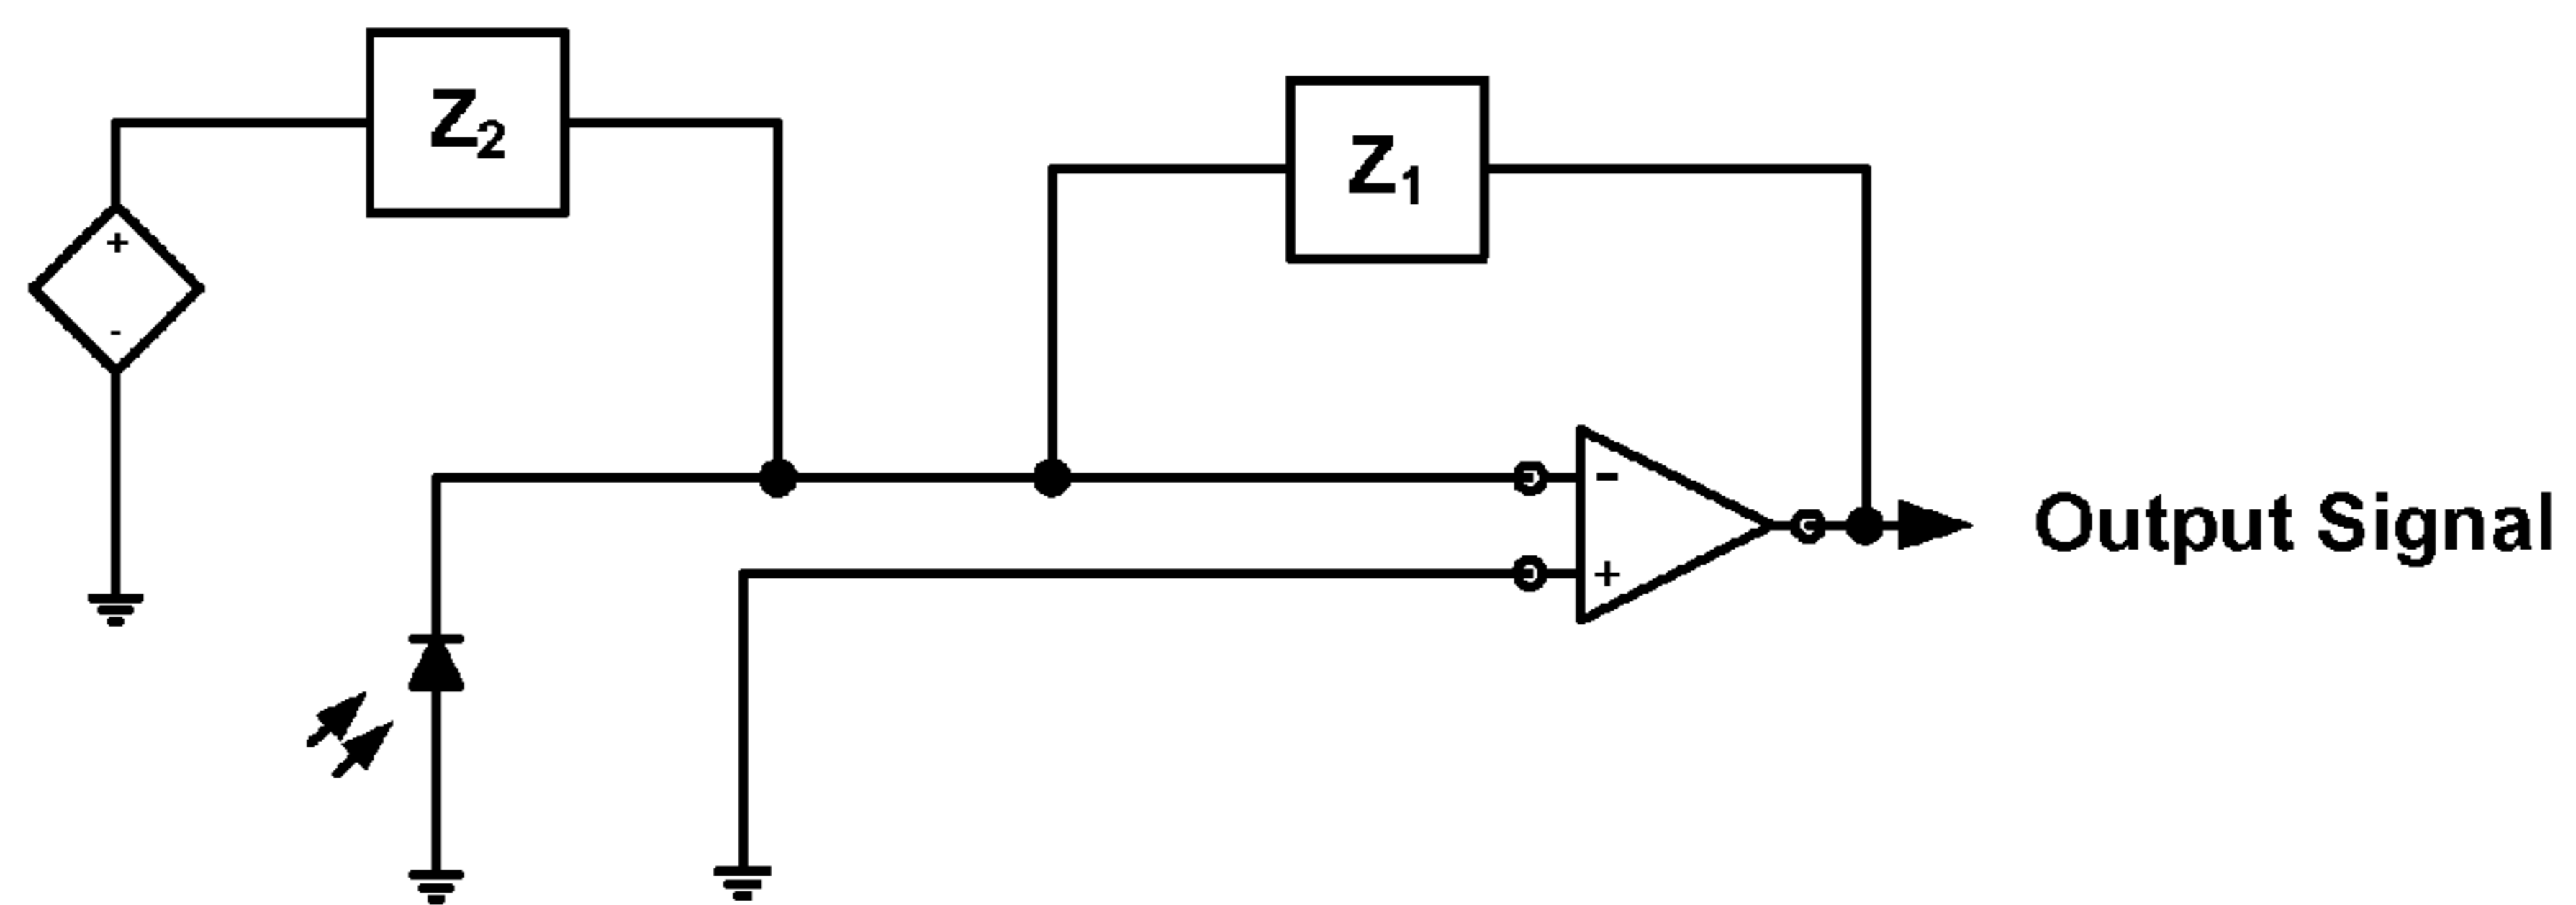 Z₂
Z₁
+
-
-
+
Output Signal